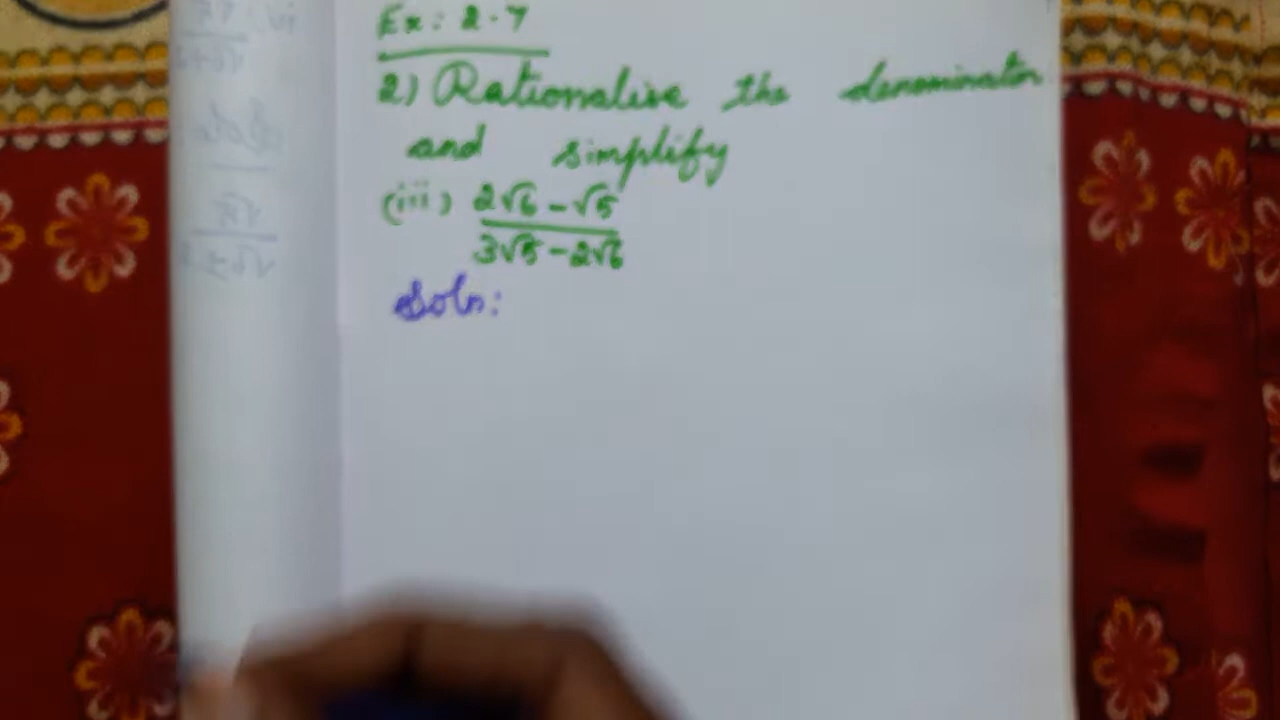 Ex: 2.7
2) Rationalise the denominator
and simplify
(iii) 2√6 - √5
3√5 - 2√6
Soln: